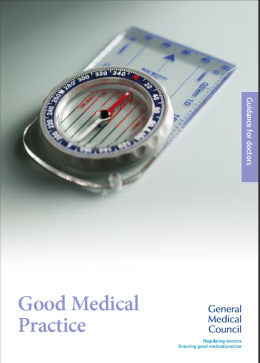 Guidance for doctors
Good Medical
Practice
General
Medical
Council
Regulating doctors
Ensuring good medical practice